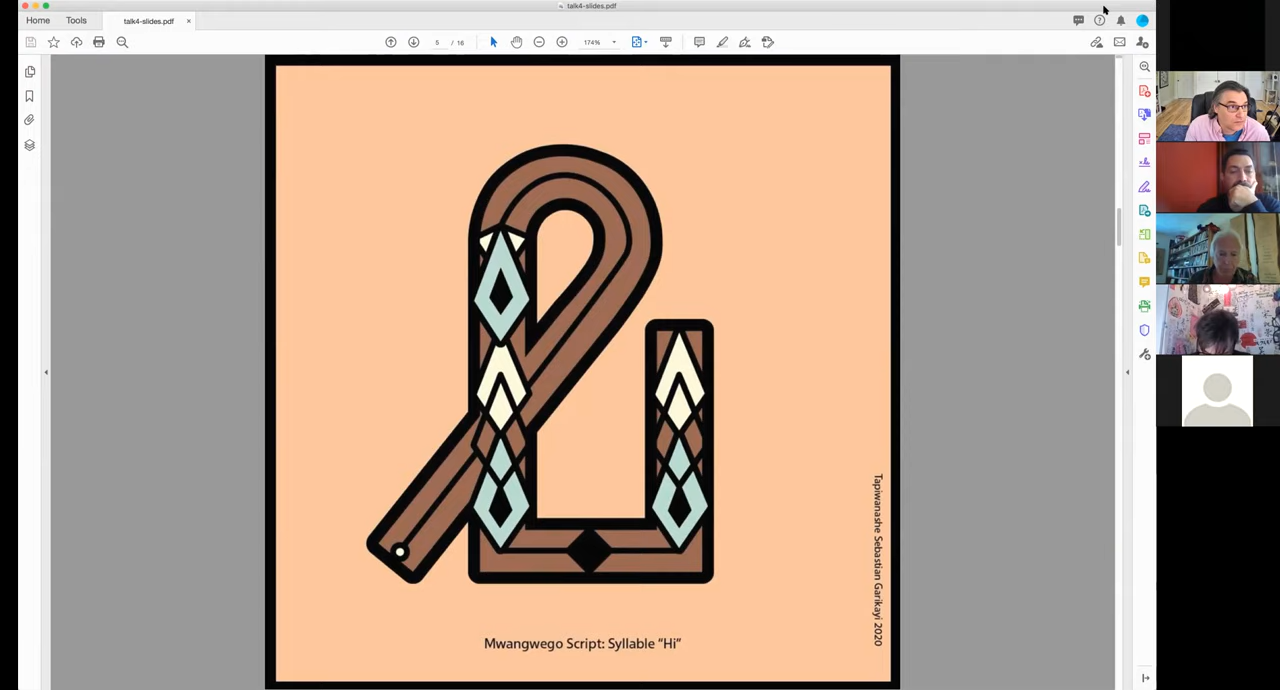 talk4-slides.pdf
Home
Tools
talk4-slides.pdf
5 / 16
174%
Tapiwanashe Sebastian Garikayi 2020
Mwangwego Script: Syllable “Hi”